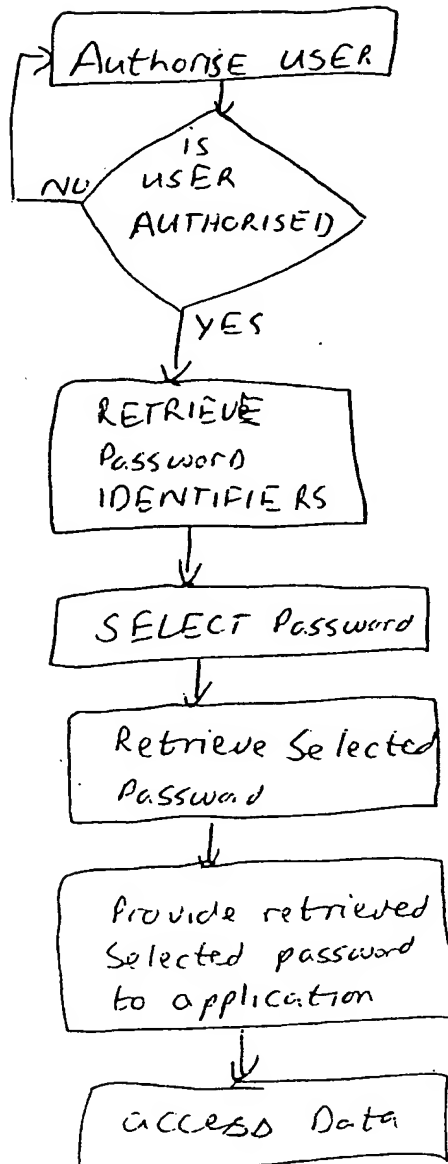 Authorise USER
is
USER
AUTHORISED
NO
YES
RETRIEVE
Password
IDENTIFIERS
SELECT Password
Retrieve Selected
Password
Provide retrieved
Selected password
to application
access Data